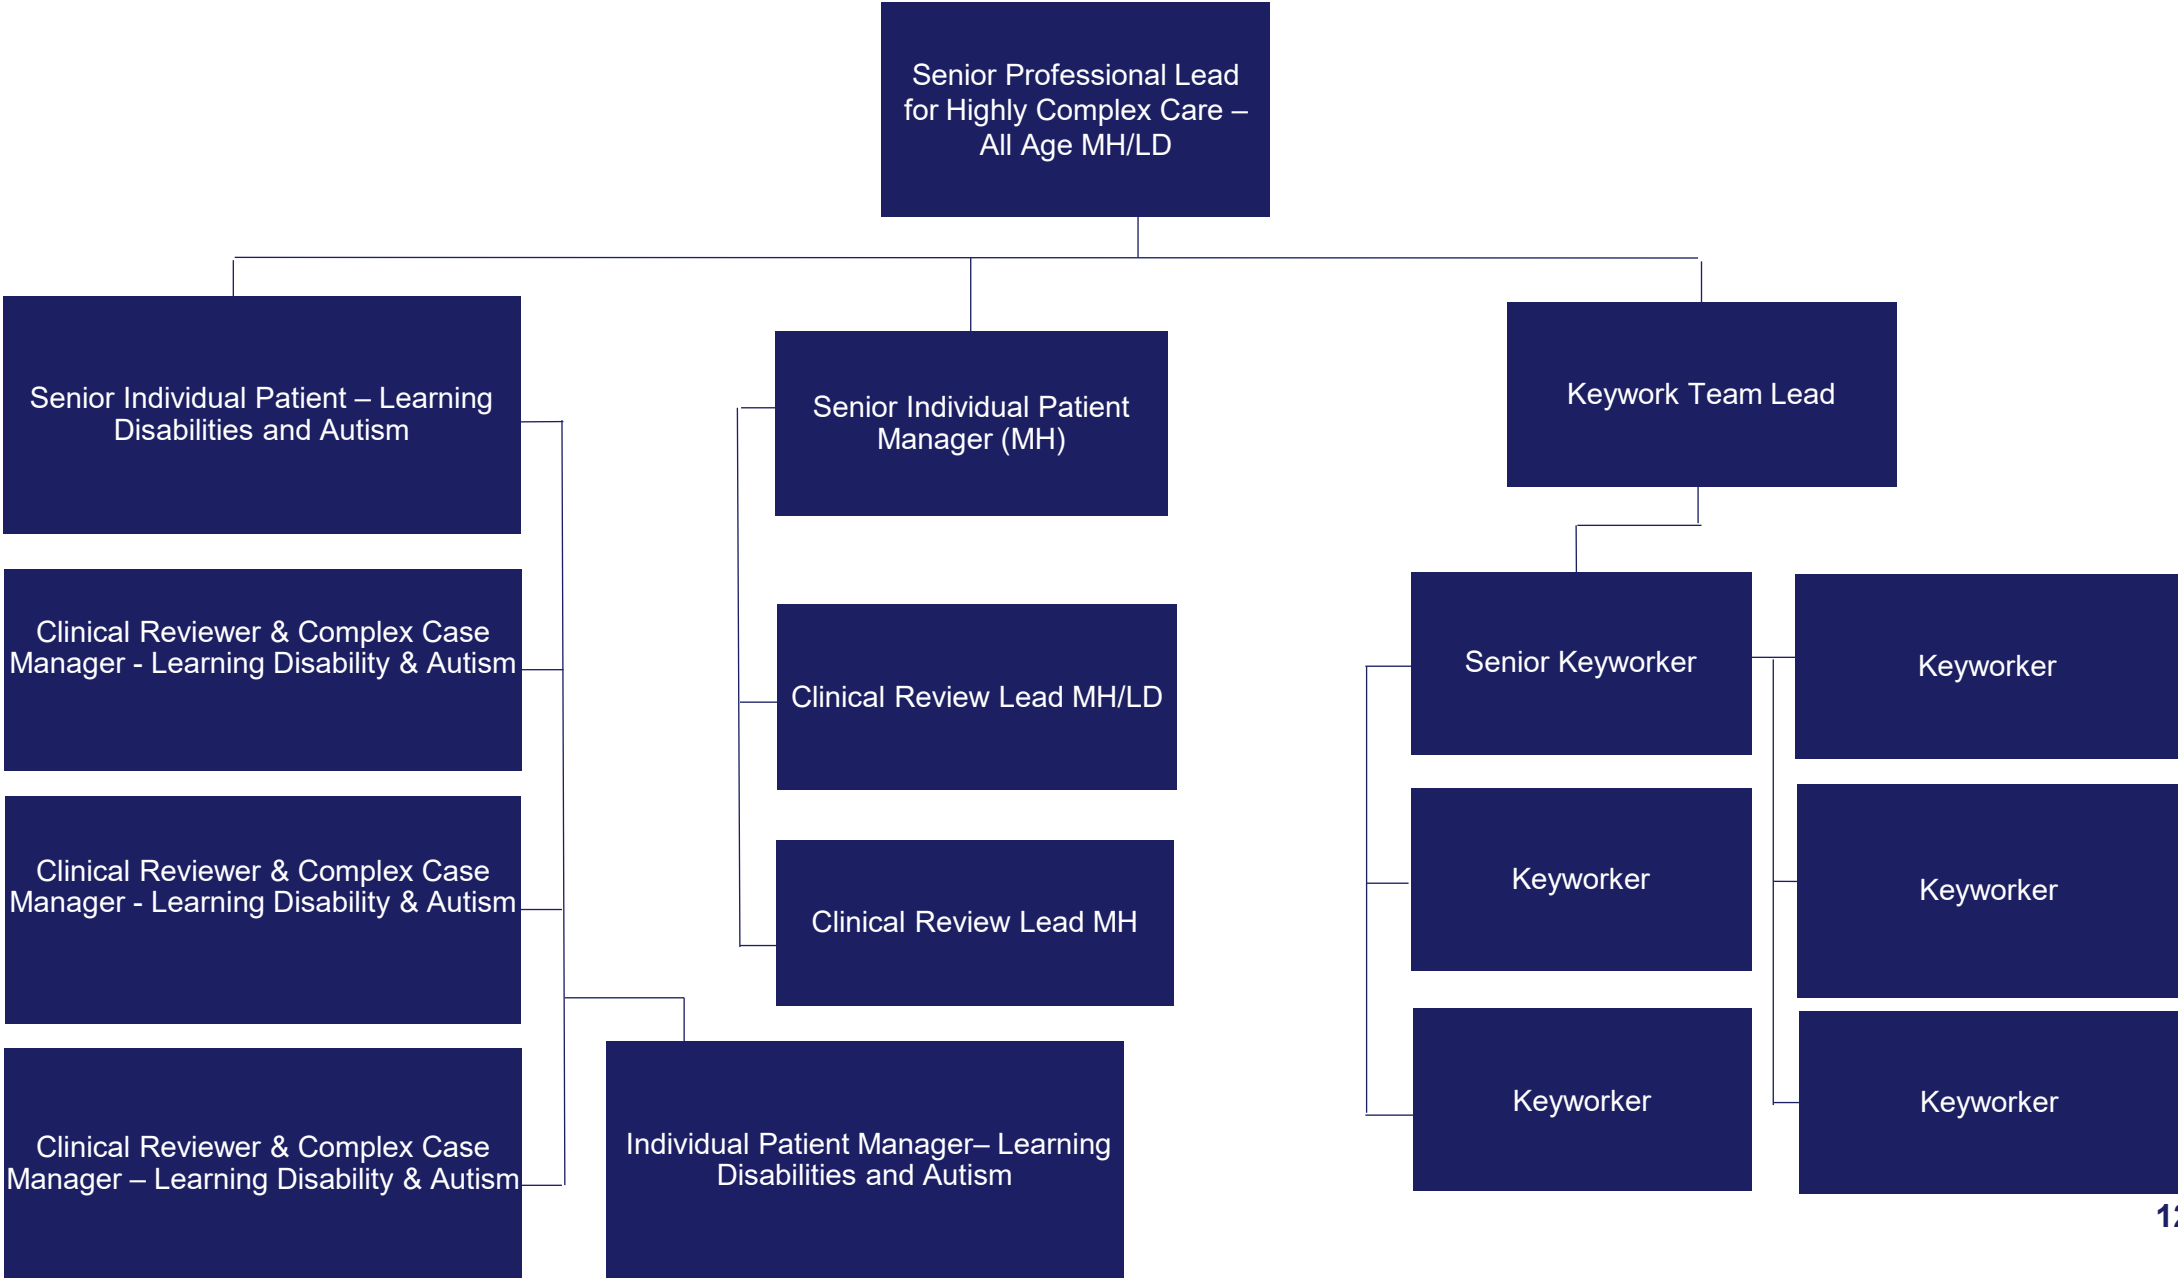 Senior Professional Lead
for Highly Complex Care –
All Age MH/LD
Senior Individual Patient – Learning
Disabilities and Autism
Senior Individual Patient
Manager (MH)
Keywork Team Lead
Clinical Reviewer & Complex Case
Manager - Learning Disability & Autism
Clinical Review Lead MH/LD
Senior Keyworker
Keyworker
Clinical Reviewer & Complex Case
Manager - Learning Disability & Autism
Clinical Review Lead MH
Keyworker
Keyworker
Clinical Reviewer & Complex Case
Manager – Learning Disability & Autism
Individual Patient Manager– Learning
Disabilities and Autism
Keyworker
Keyworker